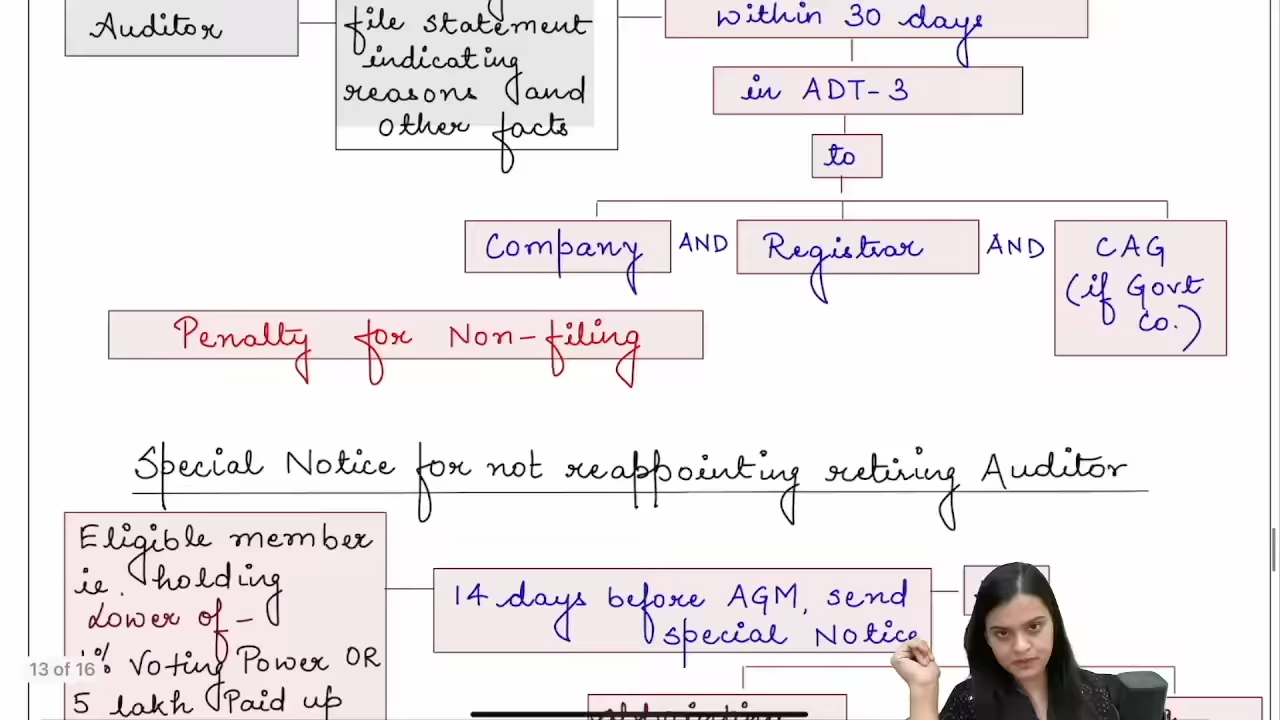 Auditor
file statement
indicating
reasons and
other facts
within 30 days
in ADT-3
to
Company AND Registrar AND CAG
(if Govt
co.)
Penalty for Non-filing
Special Notice for not reappointing retiring Auditor
Eligible member
ie. holding
Lower of -
1% Voting Power OR
5 lakh Paid up
14 days before AGM, send
special Notice
13 of 16